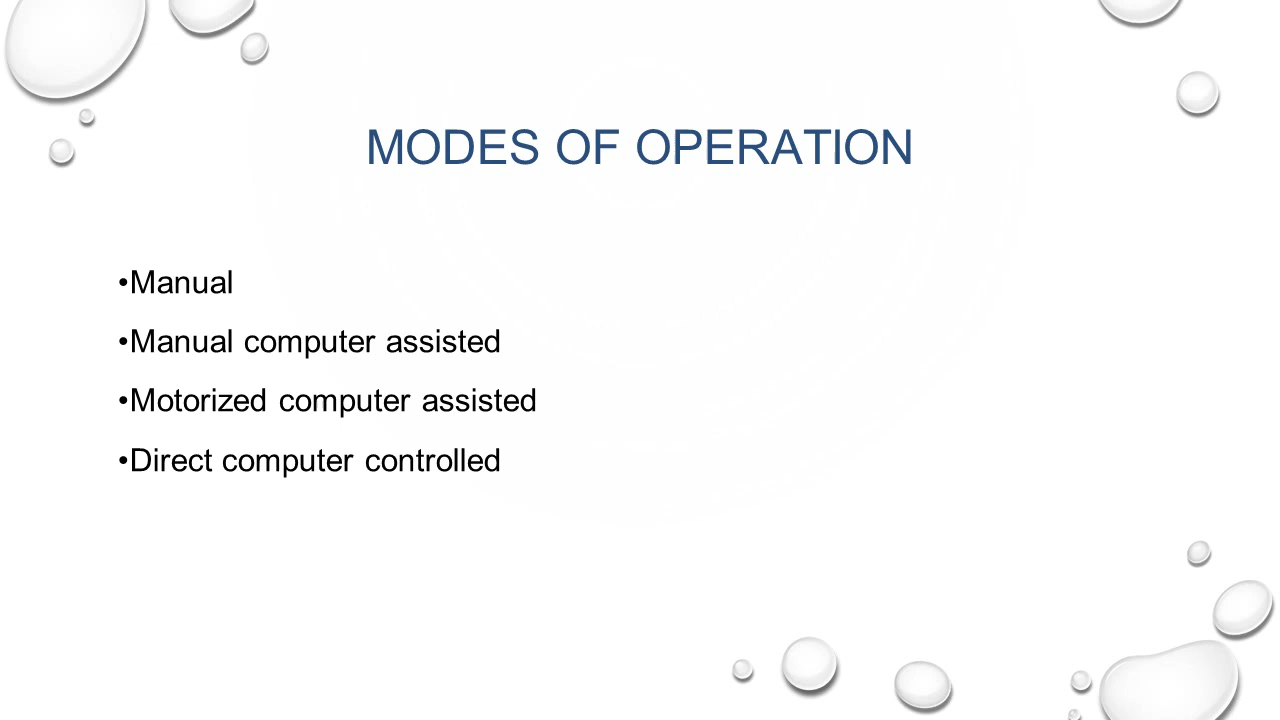 MODES OF OPERATION
•Manual
•Manual computer assisted
•Motorized computer assisted
•Direct computer controlled